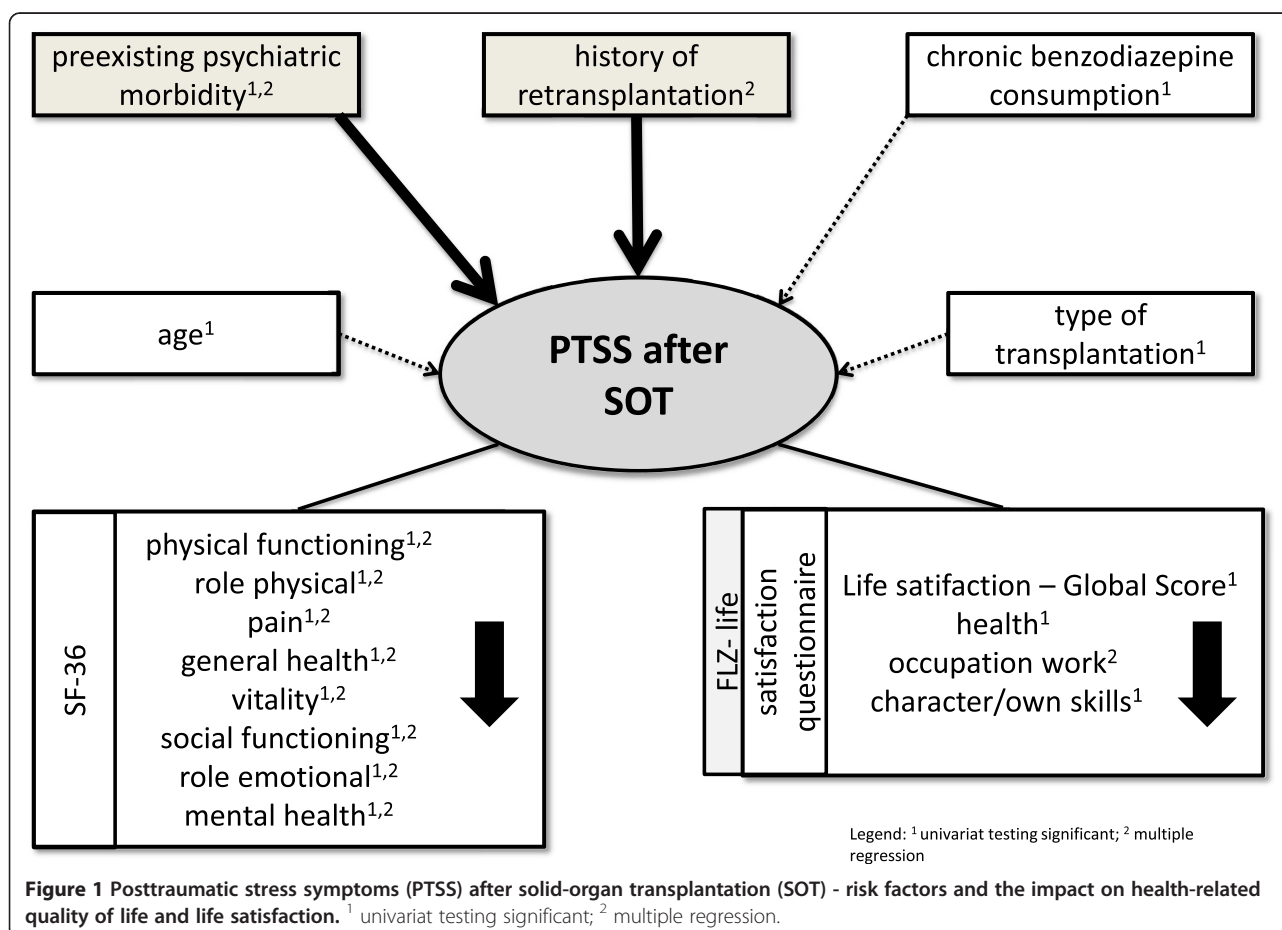 preexisting psychiatric
morbidity1,2
history of
retransplantation2
chronic benzodiazepine
consumption1
age1
PTSS after
SOT
type of
transplantation1
SF-36
physical functioning1,2
role physical1,2
pain1,2
general health1,2
vitality1,2
social functioning1,2
role emotional1,2
mental health1,2
FLZ- life
satisfaction
questionnaire
Life satifaction – Global Score1
health1
occupation work2
character/own skills1
Legend: 1 univariat testing significant; 2 multiple
regression
Figure 1 Posttraumatic stress symptoms (PTSS) after solid-organ transplantation (SOT) - risk factors and the impact on health-related
quality of life and life satisfaction. 1 univariat testing significant; 2 multiple regression.